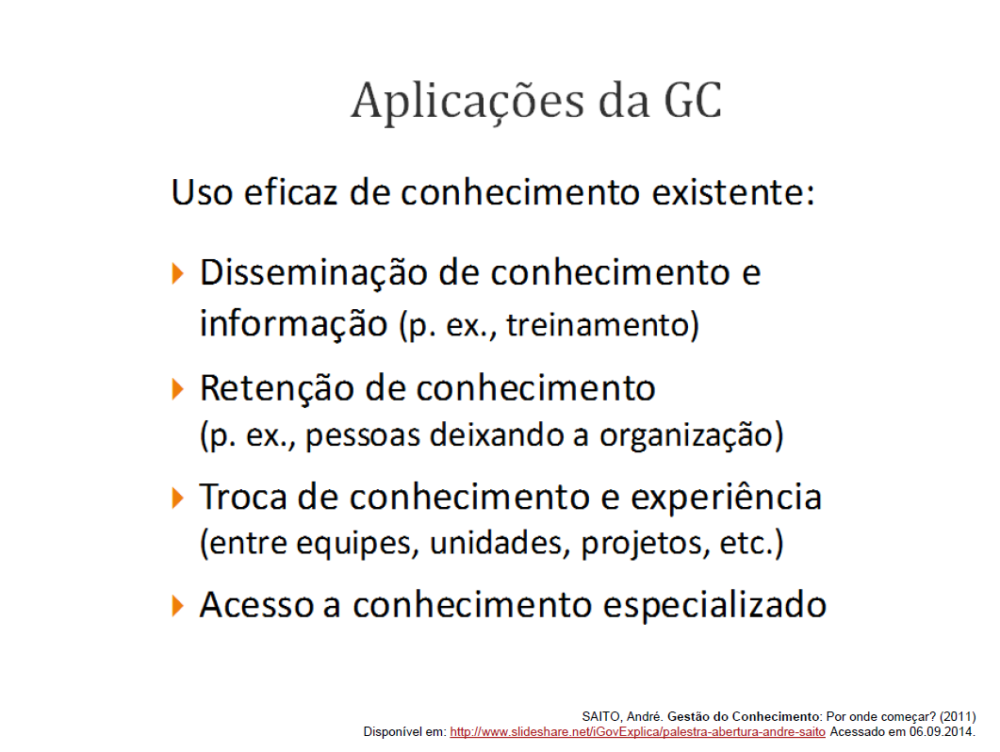 Aplicações da GC
Uso eficaz de conhecimento existente:
Disseminação de conhecimento e
informação (p. ex., treinamento)
Retenção de conhecimento
(p. ex., pessoas deixando a organização)
Troca de conhecimento e experiência
(entre equipes, unidades, projetos, etc.)
Acesso a conhecimento especializado
SAITO, André. Gestão do Conhecimento: Por onde começar? (2011)
Disponível em: http://www.slideshare.net/iGovExplica/palestra-abertura-andre-saito Acessado em 06.09.2014.